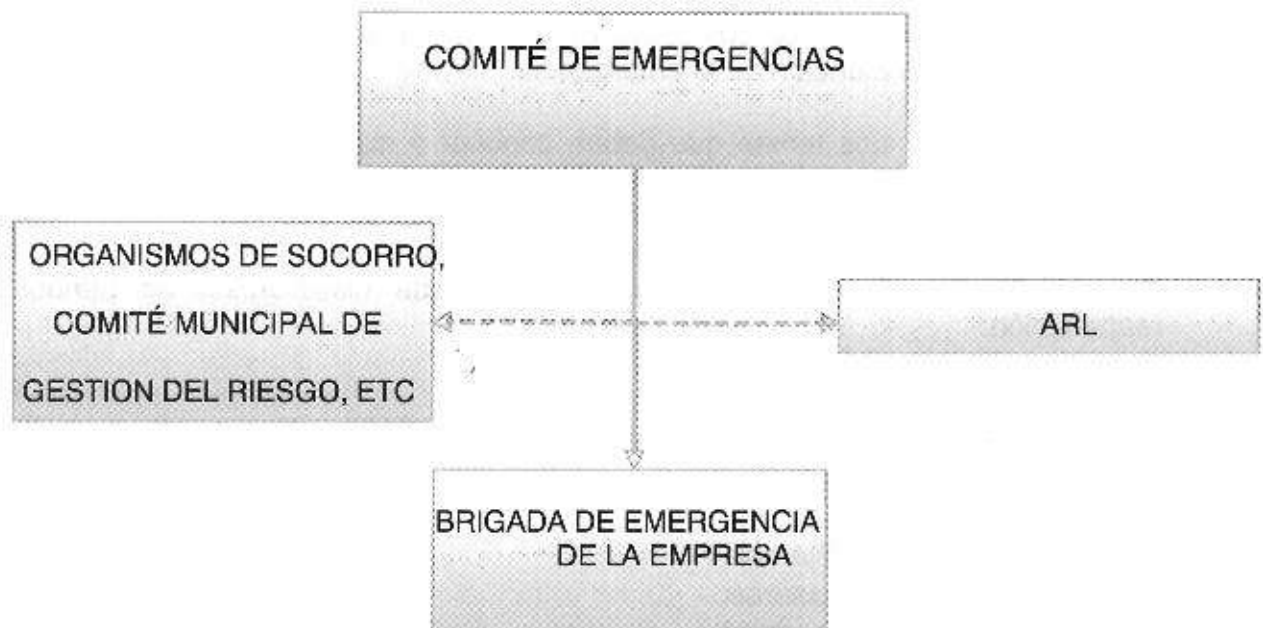 COMITÉ DE EMERGENCIAS
ORGANISMOS DE SOCORRO,
COMITÉ MUNICIPAL DE
GESTION DEL RIESGO, ETC
ARL
BRIGADA DE EMERGENCIA
DE LA EMPRESA